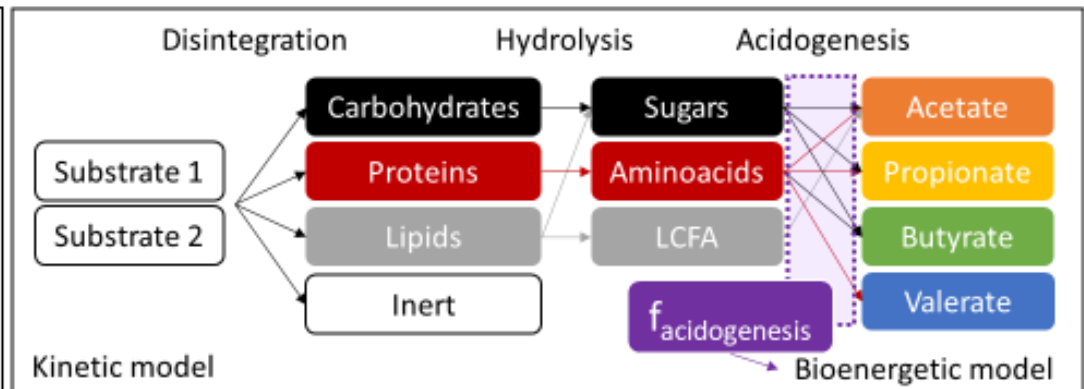 Disintegration Hydrolysis Acidogenesis
Carbohydrates Sugars Acetate
Substrate 1 Proteins Aminoacids Propionate
Substrate 2 Lipids LCFA Butyrate
Inert Valerate
facidogenesis
Kinetic model Bioenergetic model